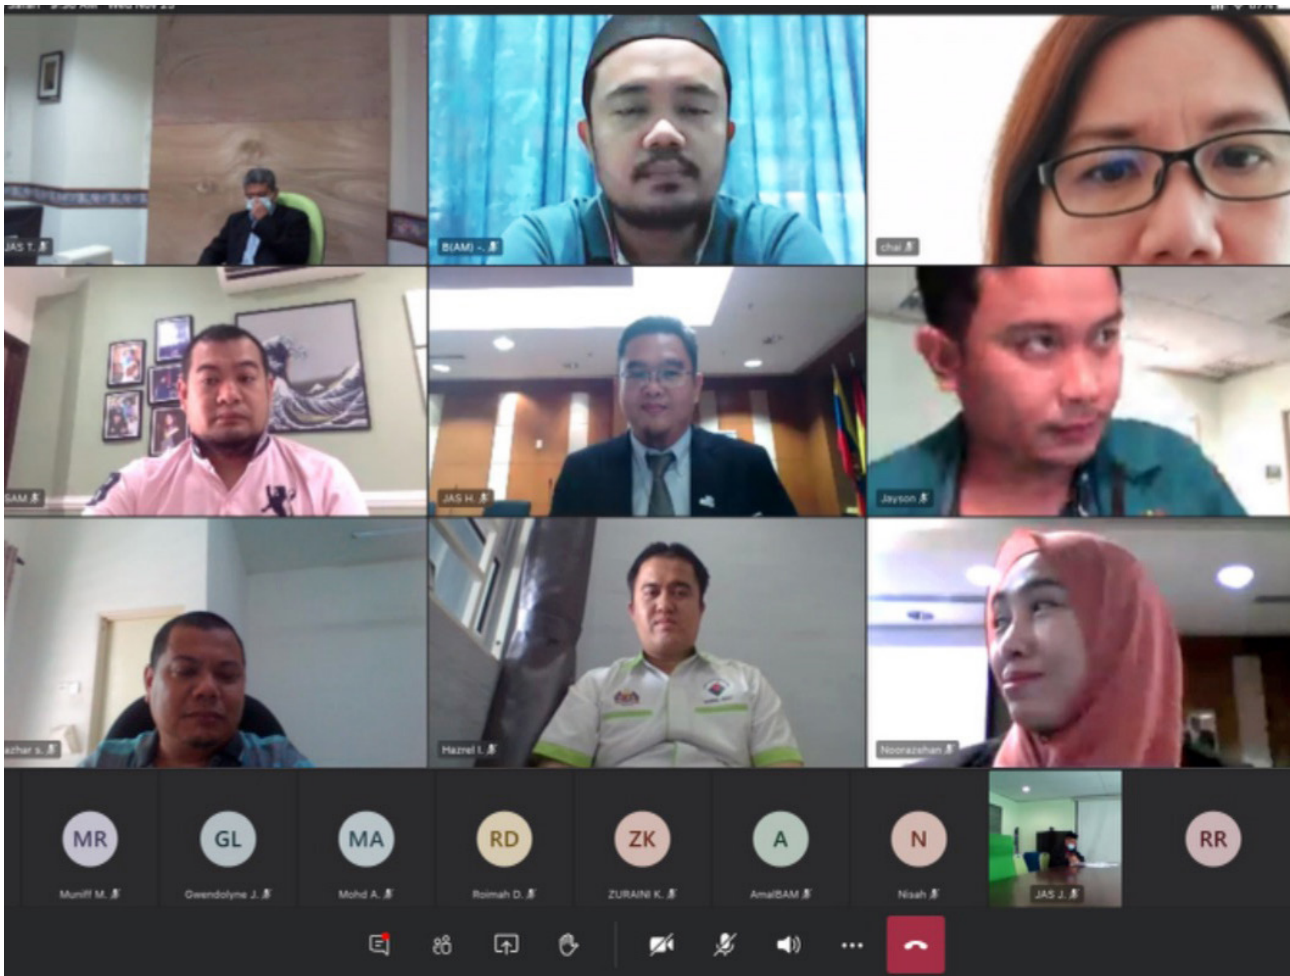 JAS T.
B(AM) -.
chai
SAM
JAS H.
Jayson
azhar s.
Hazrel I.
Noorazehan
MR
GL
MA
RD
ZK
A
N
RR
Muniff M.
Gwendolyne J.
Mohd A.
Roimah D.
ZURAINI K.
AmalBAM
Nisah
JAS J.